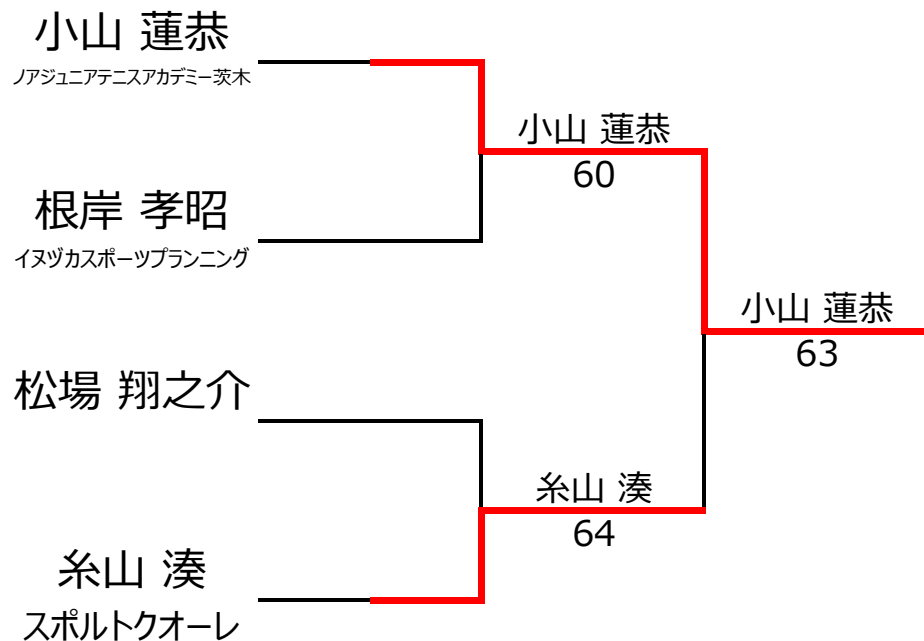 小山 蓮恭
ノアジュニアテニスアカデミー茨木
小山 蓮恭
60
根岸 孝昭
イヌヅカスポーツプランニング
小山 蓮恭
63
松場 翔之介
糸山 湊
64
糸山 湊
スポルトクオーレ